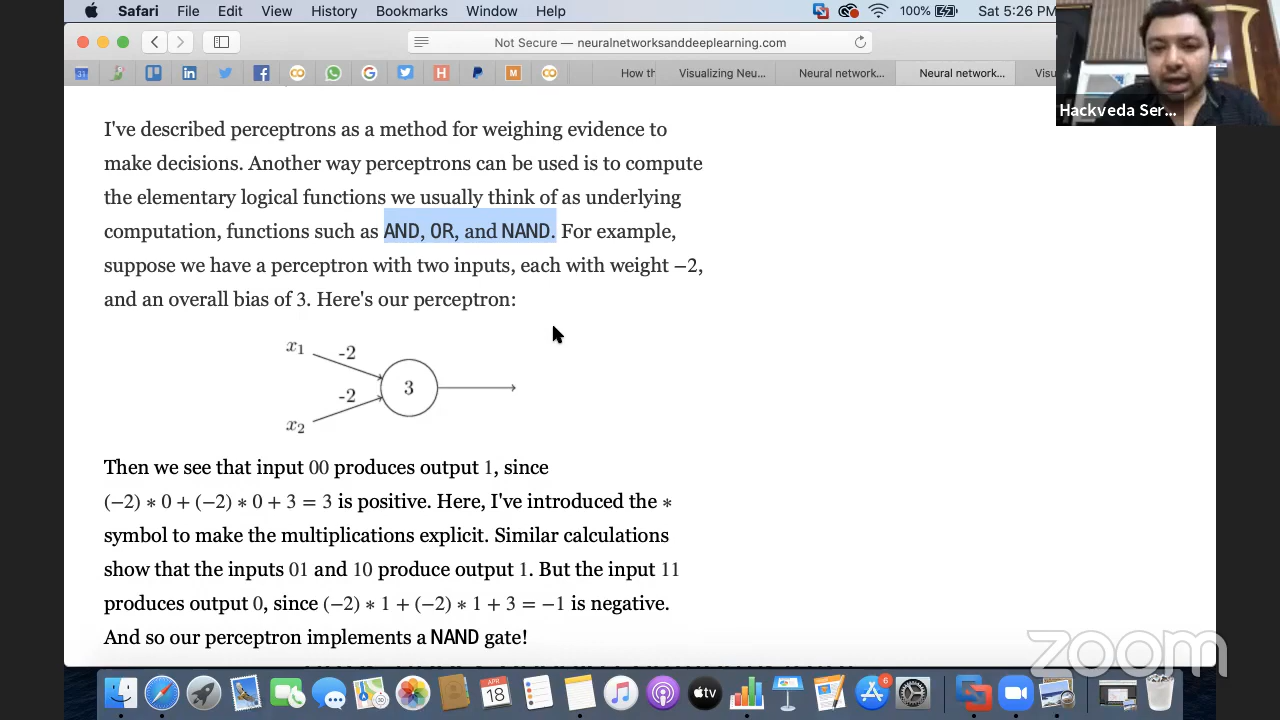 Safari File Edit View History Bookmarks Window Help 100% Sat 5:26 PM
Not Secure — neuralnetworksanddeeplearning.com
How th Visualizing Neu... Neural network... Neural network... Visu
Hackveda Ser...
I've described perceptrons as a method for weighing evidence to
make decisions. Another way perceptrons can be used is to compute
the elementary logical functions we usually think of as underlying
computation, functions such as AND, OR, and NAND. For example,
suppose we have a perceptron with two inputs, each with weight −2,
and an overall bias of 3. Here's our perceptron:
x₁ -2
3
-2
x₂
Then we see that input 00 produces output 1, since
(−2) ∗ 0 + (−2) ∗ 0 + 3 = 3 is positive. Here, I've introduced the ∗
symbol to make the multiplications explicit. Similar calculations
show that the inputs 01 and 10 produce output 1. But the input 11
produces output 0, since (−2) ∗ 1 + (−2) ∗ 1 + 3 = −1 is negative.
And so our perceptron implements a NAND gate!
zoom
APR
18
tv
6